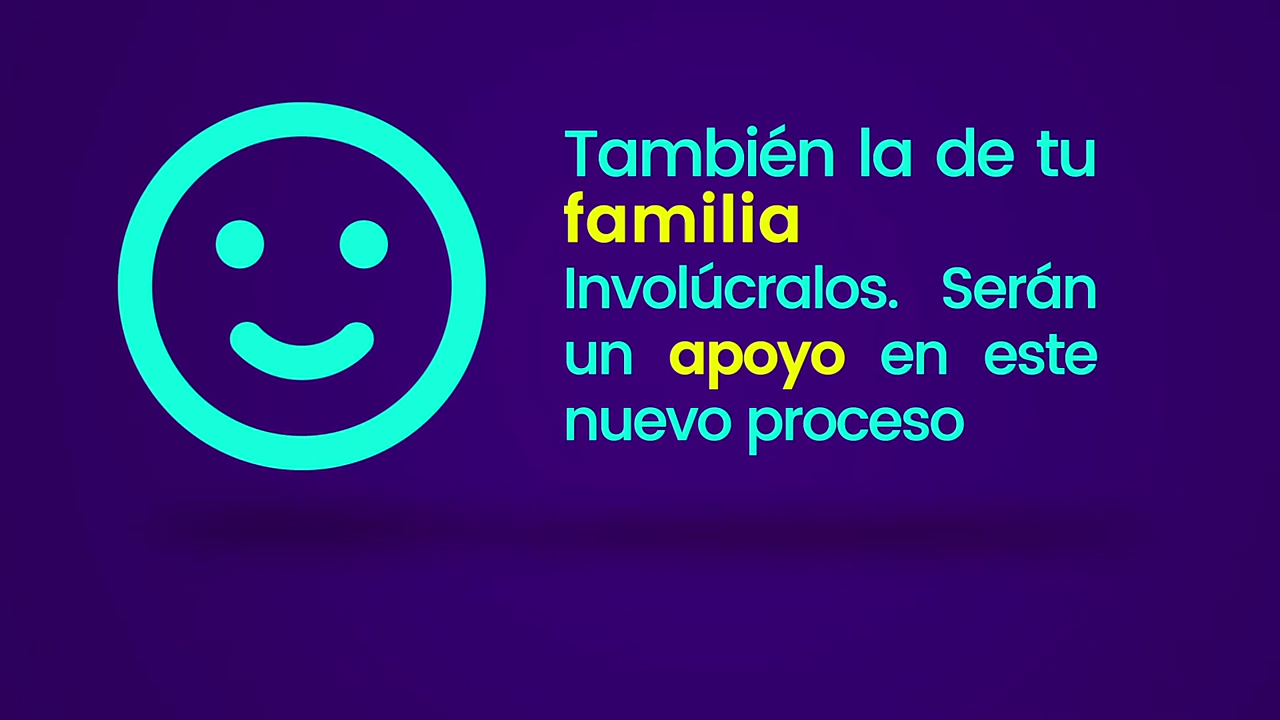 También la de tu
familia
Involúcralos. Serán
un apoyo en este
nuevo proceso